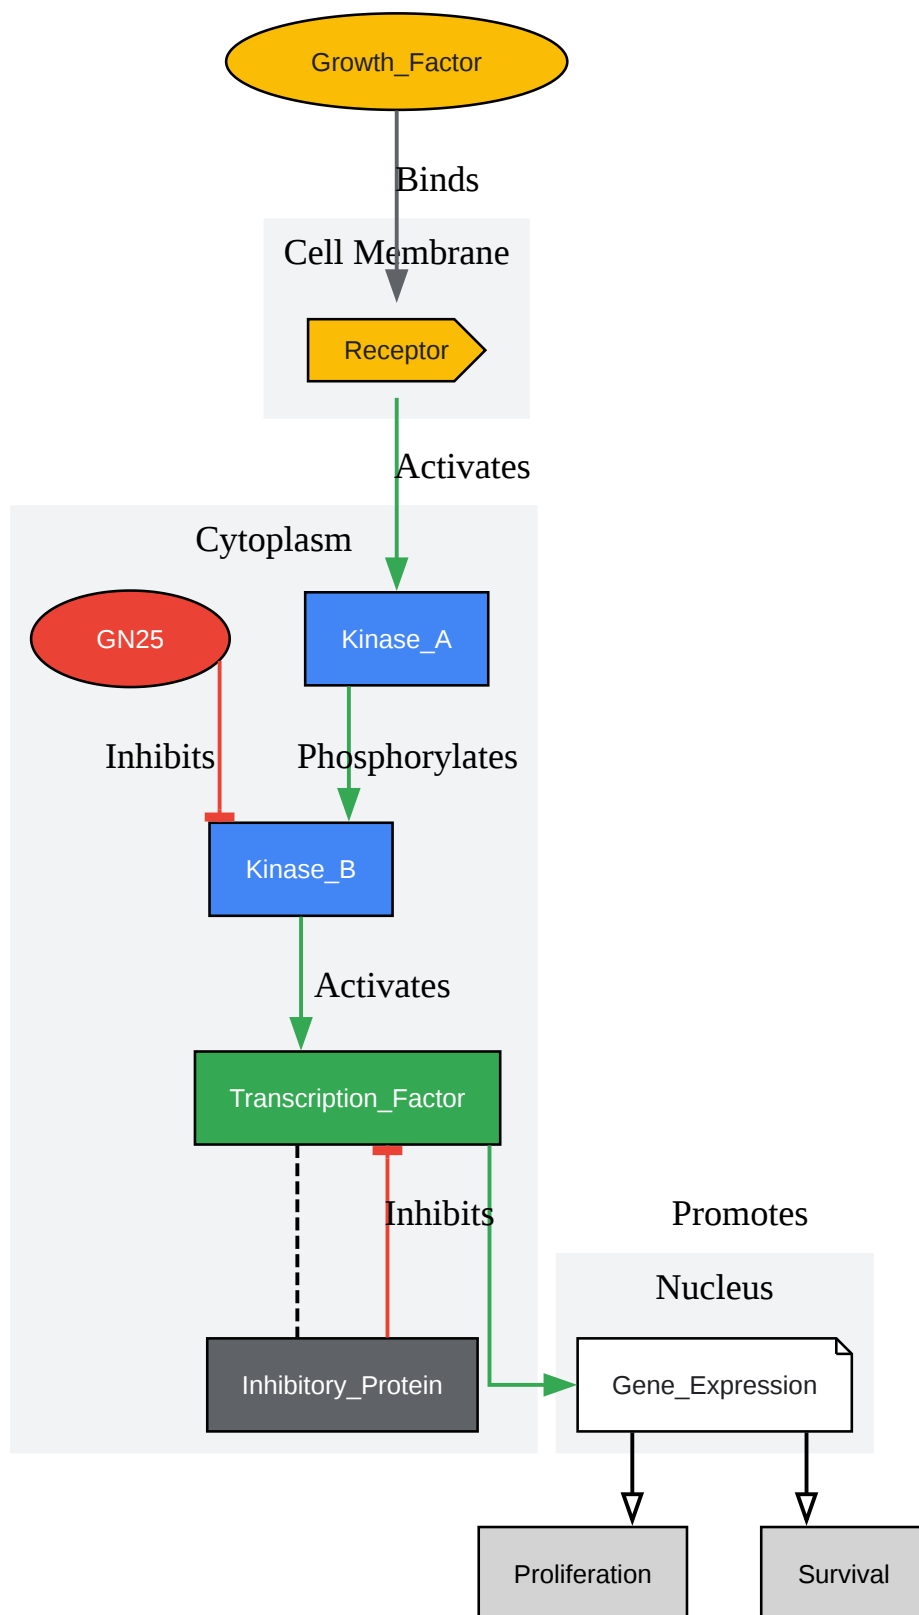 Growth_Factor
Binds
Cell Membrane
Receptor
Activates
Cytoplasm
GN25
Kinase_A
Inhibits
Phosphorylates
Kinase_B
Activates
Transcription_Factor
Inhibits
Promotes
Nucleus
Inhibitory_Protein
Gene_Expression
Proliferation
Survival